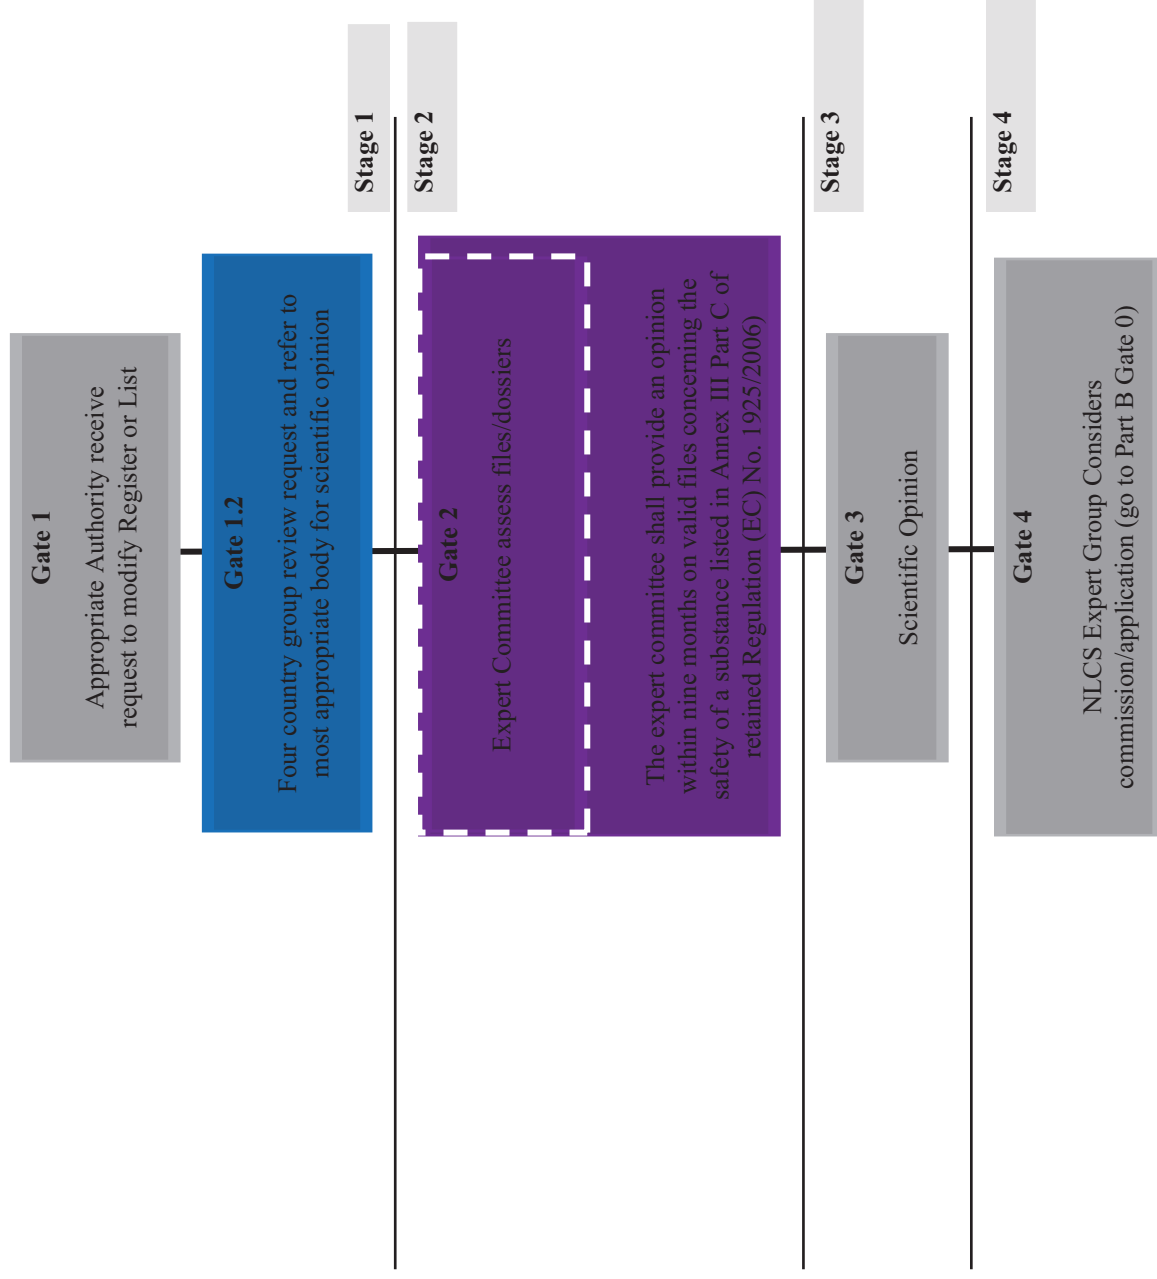 Gate 1
Appropriate Authority receive
request to modify Register or List
Gate 1.2
Four country group review request and refer to
most appropriate body for scientific opinion
Stage 1
Stage 2
Gate 2
Expert Committee assess files/dossiers
The expert committee shall provide an opinion
within nine months on valid files concerning the
safety of a substance listed in Annex III Part C of
retained Regulation (EC) No. 1925/2006)
Stage 3
Gate 3
Scientific Opinion
Stage 4
Gate 4
NLCS Expert Group Considers
commission/application (go to Part B Gate 0)